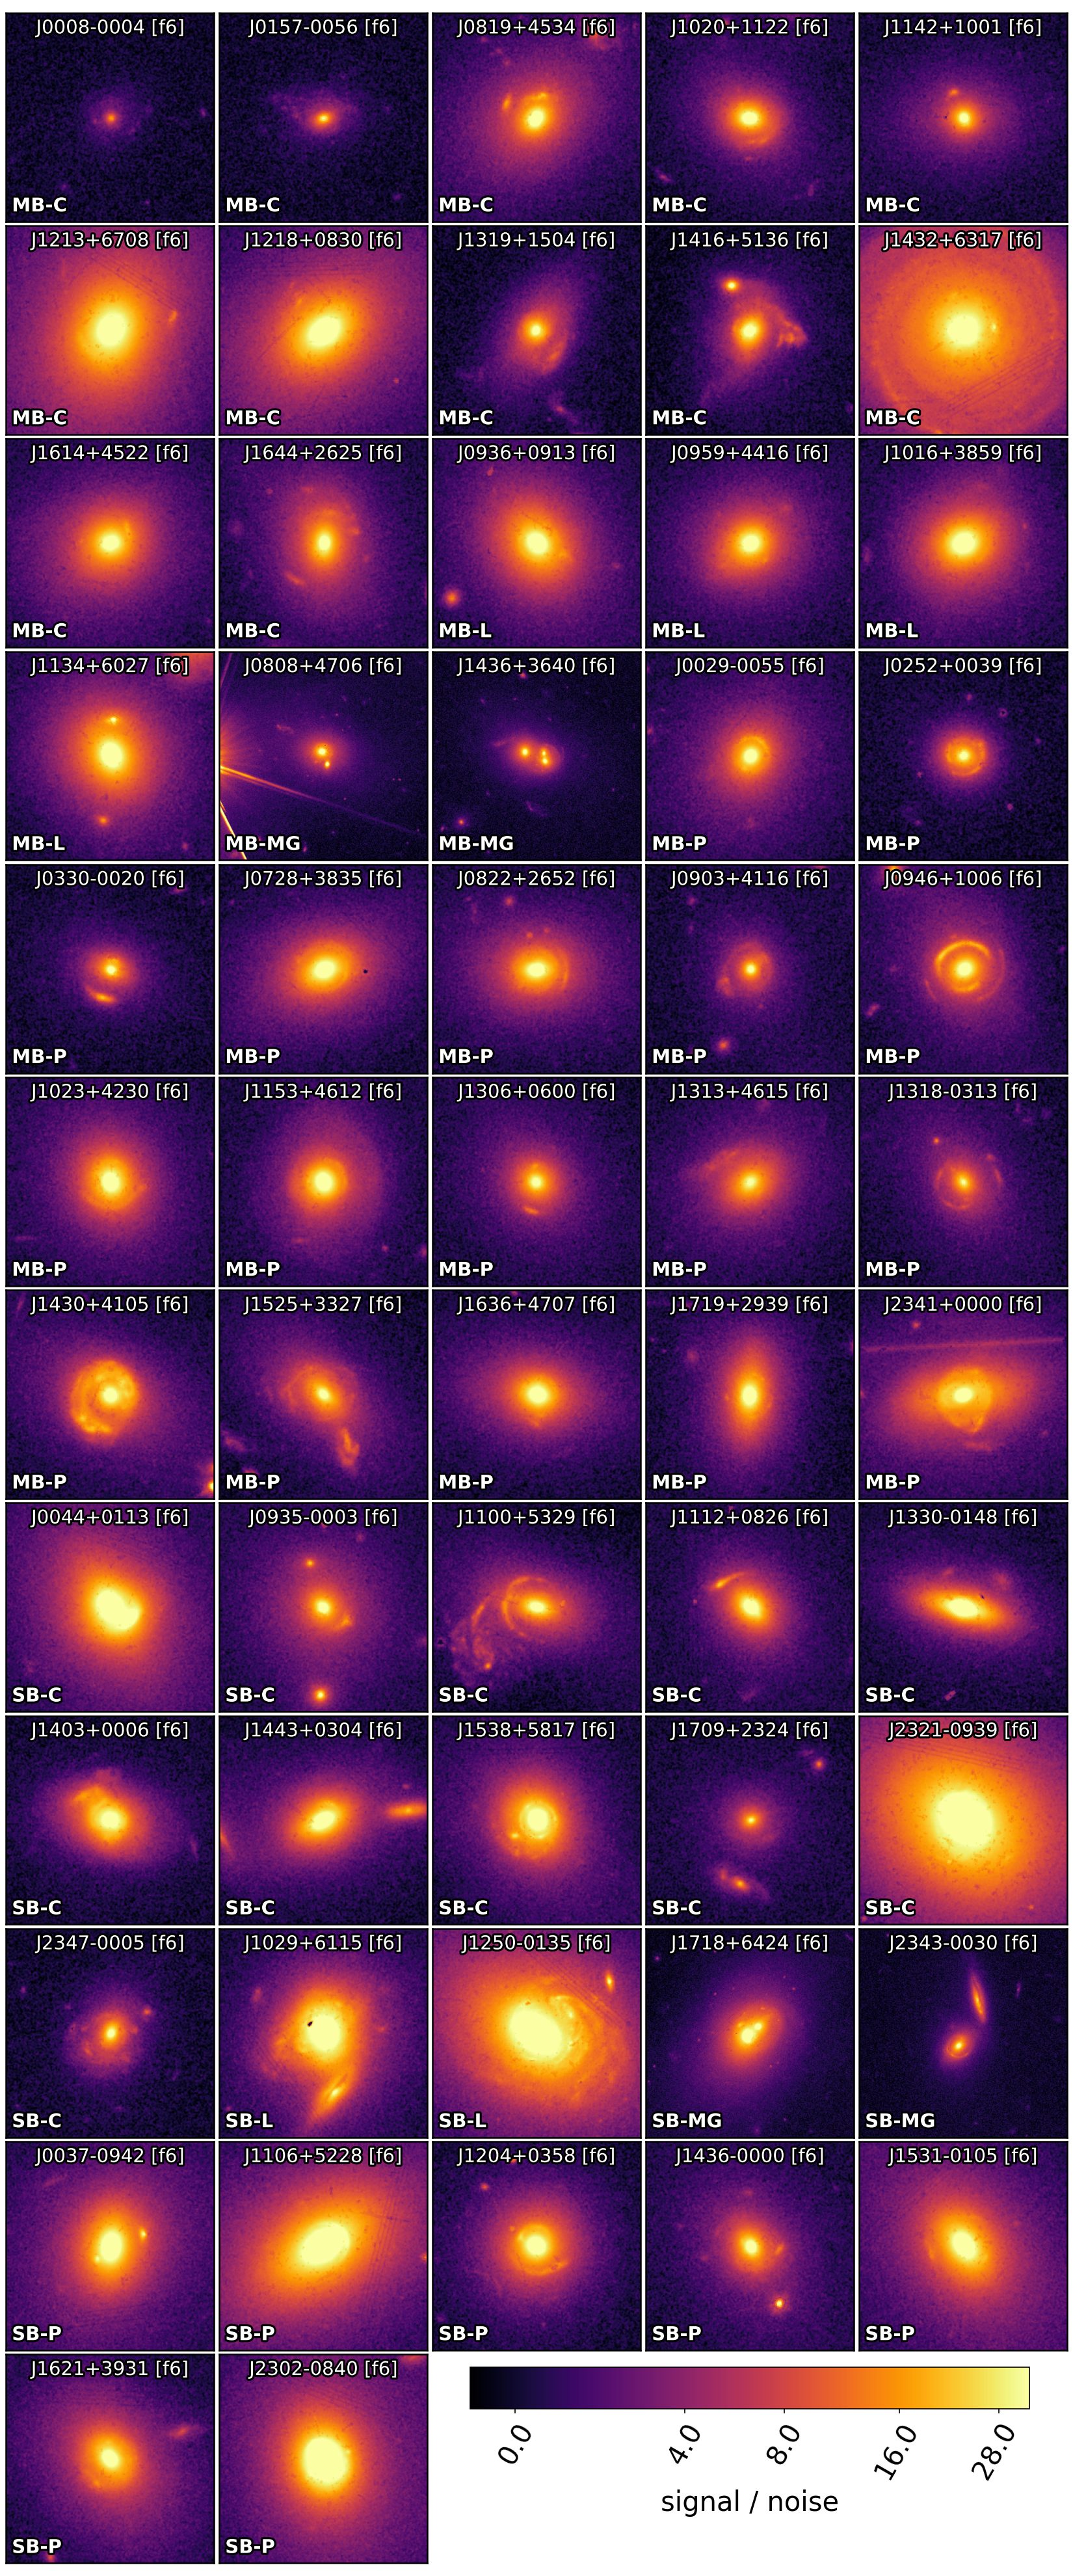 J0008-0004 [f6] J0157-0056 [f6] J0819+4534 [f6] J1020+1122 [f6] J1142+1001 [f6]
MB-C MB-C MB-C MB-C MB-C
J1213+6708 [f6] J1218+0830 [f6] J1319+1504 [f6] J1416+5136 [f6] J1432+6317 [f6]
MB-C MB-C MB-C MB-C MB-C
J1614+4522 [f6] J1644+2625 [f6] J0936+0913 [f6] J0959+4416 [f6] J1016+3859 [f6]
MB-C MB-C MB-L MB-L MB-L
J1134+6027 [f6] J0808+4706 [f6] J1436+3640 [f6] J0029-0055 [f6] J0252+0039 [f6]
MB-L MB-MG MB-MG MB-P MB-P
J0330-0020 [f6] J0728+3835 [f6] J0822+2652 [f6] J0903+4116 [f6] J0946+1006 [f6]
MB-P MB-P MB-P MB-P MB-P
J1023+4230 [f6] J1153+4612 [f6] J1306+0600 [f6] J1313+4615 [f6] J1318-0313 [f6]
MB-P MB-P MB-P MB-P MB-P
J1430+4105 [f6] J1525+3327 [f6] J1636+4707 [f6] J1719+2939 [f6] J2341+0000 [f6]
MB-P MB-P MB-P MB-P MB-P
J0044+0113 [f6] J0935-0003 [f6] J1100+5329 [f6] J1112+0826 [f6] J1330-0148 [f6]
SB-C SB-C SB-C SB-C SB-C
J1403+0006 [f6] J1443+0304 [f6] J1538+5817 [f6] J1709+2324 [f6] J2321-0939 [f6]
SB-C SB-C SB-C SB-C SB-C
J2347-0005 [f6] J1029+6115 [f6] J1250-0135 [f6] J1718+6424 [f6] J2343-0030 [f6]
SB-C SB-L SB-L SB-MG SB-MG
J0037-0942 [f6] J1106+5228 [f6] J1204+0358 [f6] J1436-0000 [f6] J1531-0105 [f6]
SB-P SB-P SB-P SB-P SB-P
J1621+3931 [f6] J2302-0840 [f6]
SB-P SB-P
0.0 4.0 8.0 16.0 28.0
signal / noise